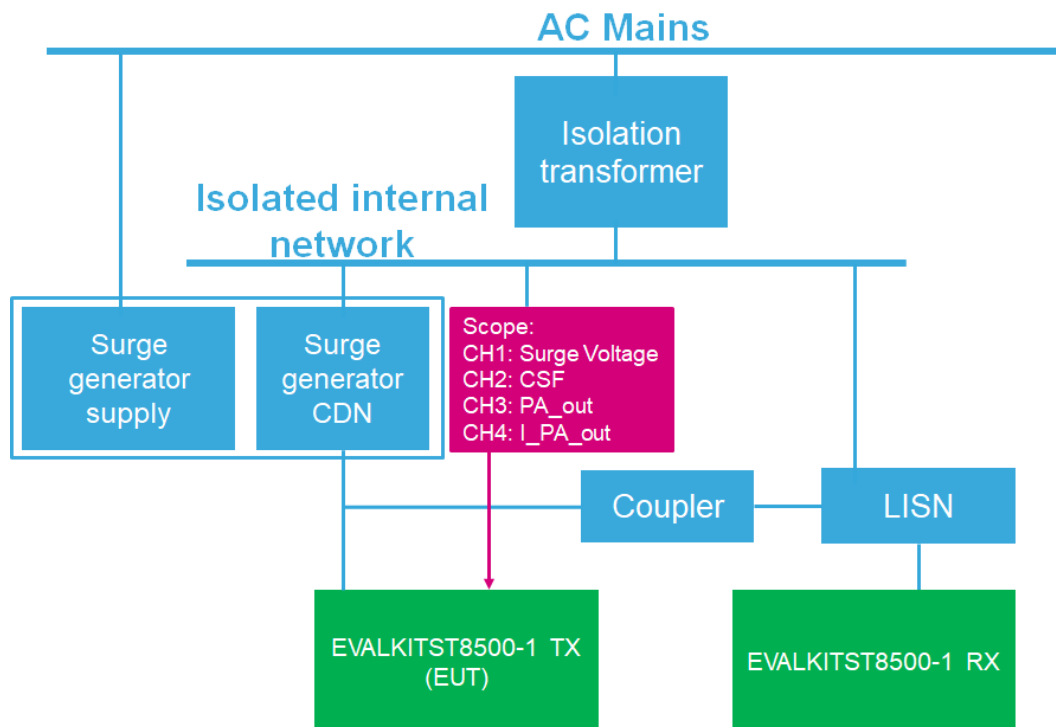 AC Mains
Isolation
transformer
Isolated internal
network
Surge
generator
supply
Surge
generator
CDN
Scope:
CH1: Surge Voltage
CH2: CSF
CH3: PA_out
CH4: I_PA_out
Coupler
LISN
EVALKITST8500-1 TX
(EUT)
EVALKITST8500-1 RX